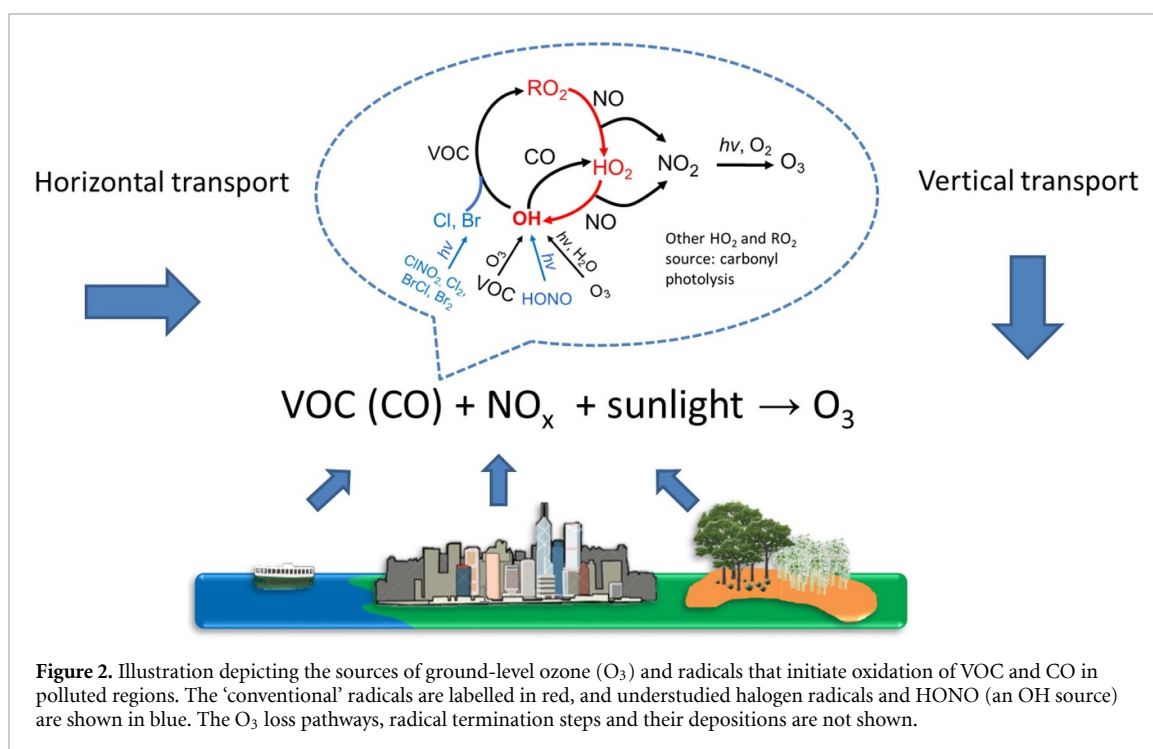 RO₂
NO
VOC
CO
HO₂
NO₂
hv, O₂
O₃
Horizontal transport
Vertical transport
Cl, Br
OH
NO
hv
O₃
hv
hv, H₂O
Other HO₂ and RO₂
source: carbonyl
photolysis
ClNO₂, Cl₂,
BrCl, Br₂
VOC
HONO
O₃
VOC (CO) + NOₓ + sunlight → O₃
Figure 2. Illustration depicting the sources of ground-level ozone (O₃) and radicals that initiate oxidation of VOC and CO in
polluted regions. The ‘conventional’ radicals are labelled in red, and understudied halogen radicals and HONO (an OH source)
are shown in blue. The O₃ loss pathways, radical termination steps and their depositions are not shown.